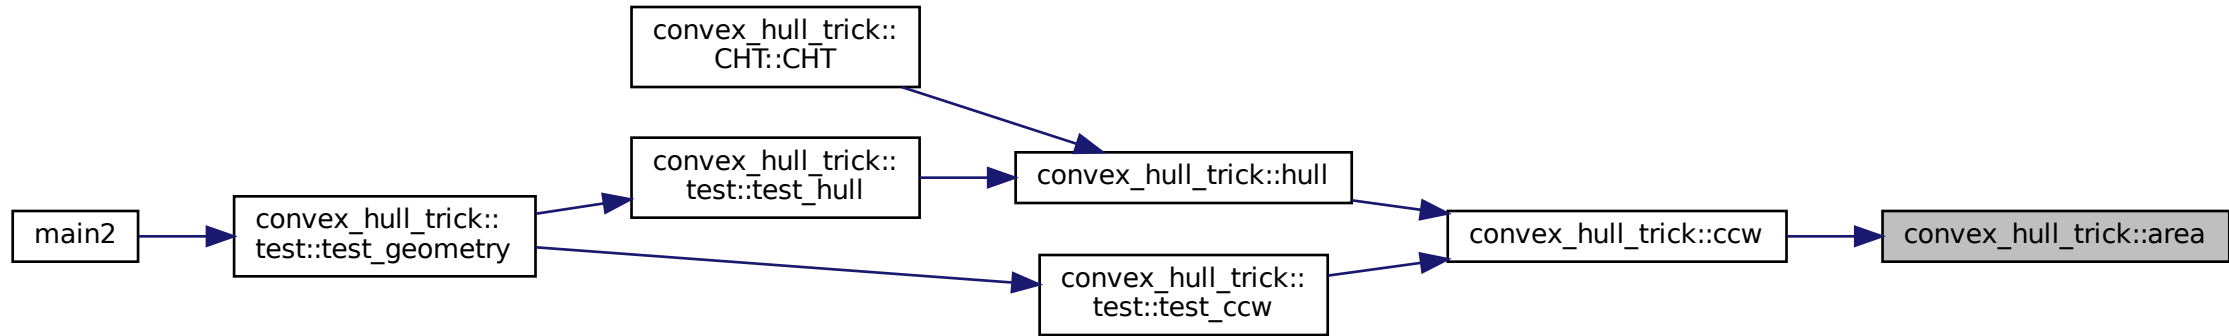 convex_hull_trick::
CHT::CHT
convex_hull_trick::
test::test_hull
convex_hull_trick::hull
main2
convex_hull_trick::
test::test_geometry
convex_hull_trick::ccw
convex_hull_trick::area
convex_hull_trick::
test::test_ccw